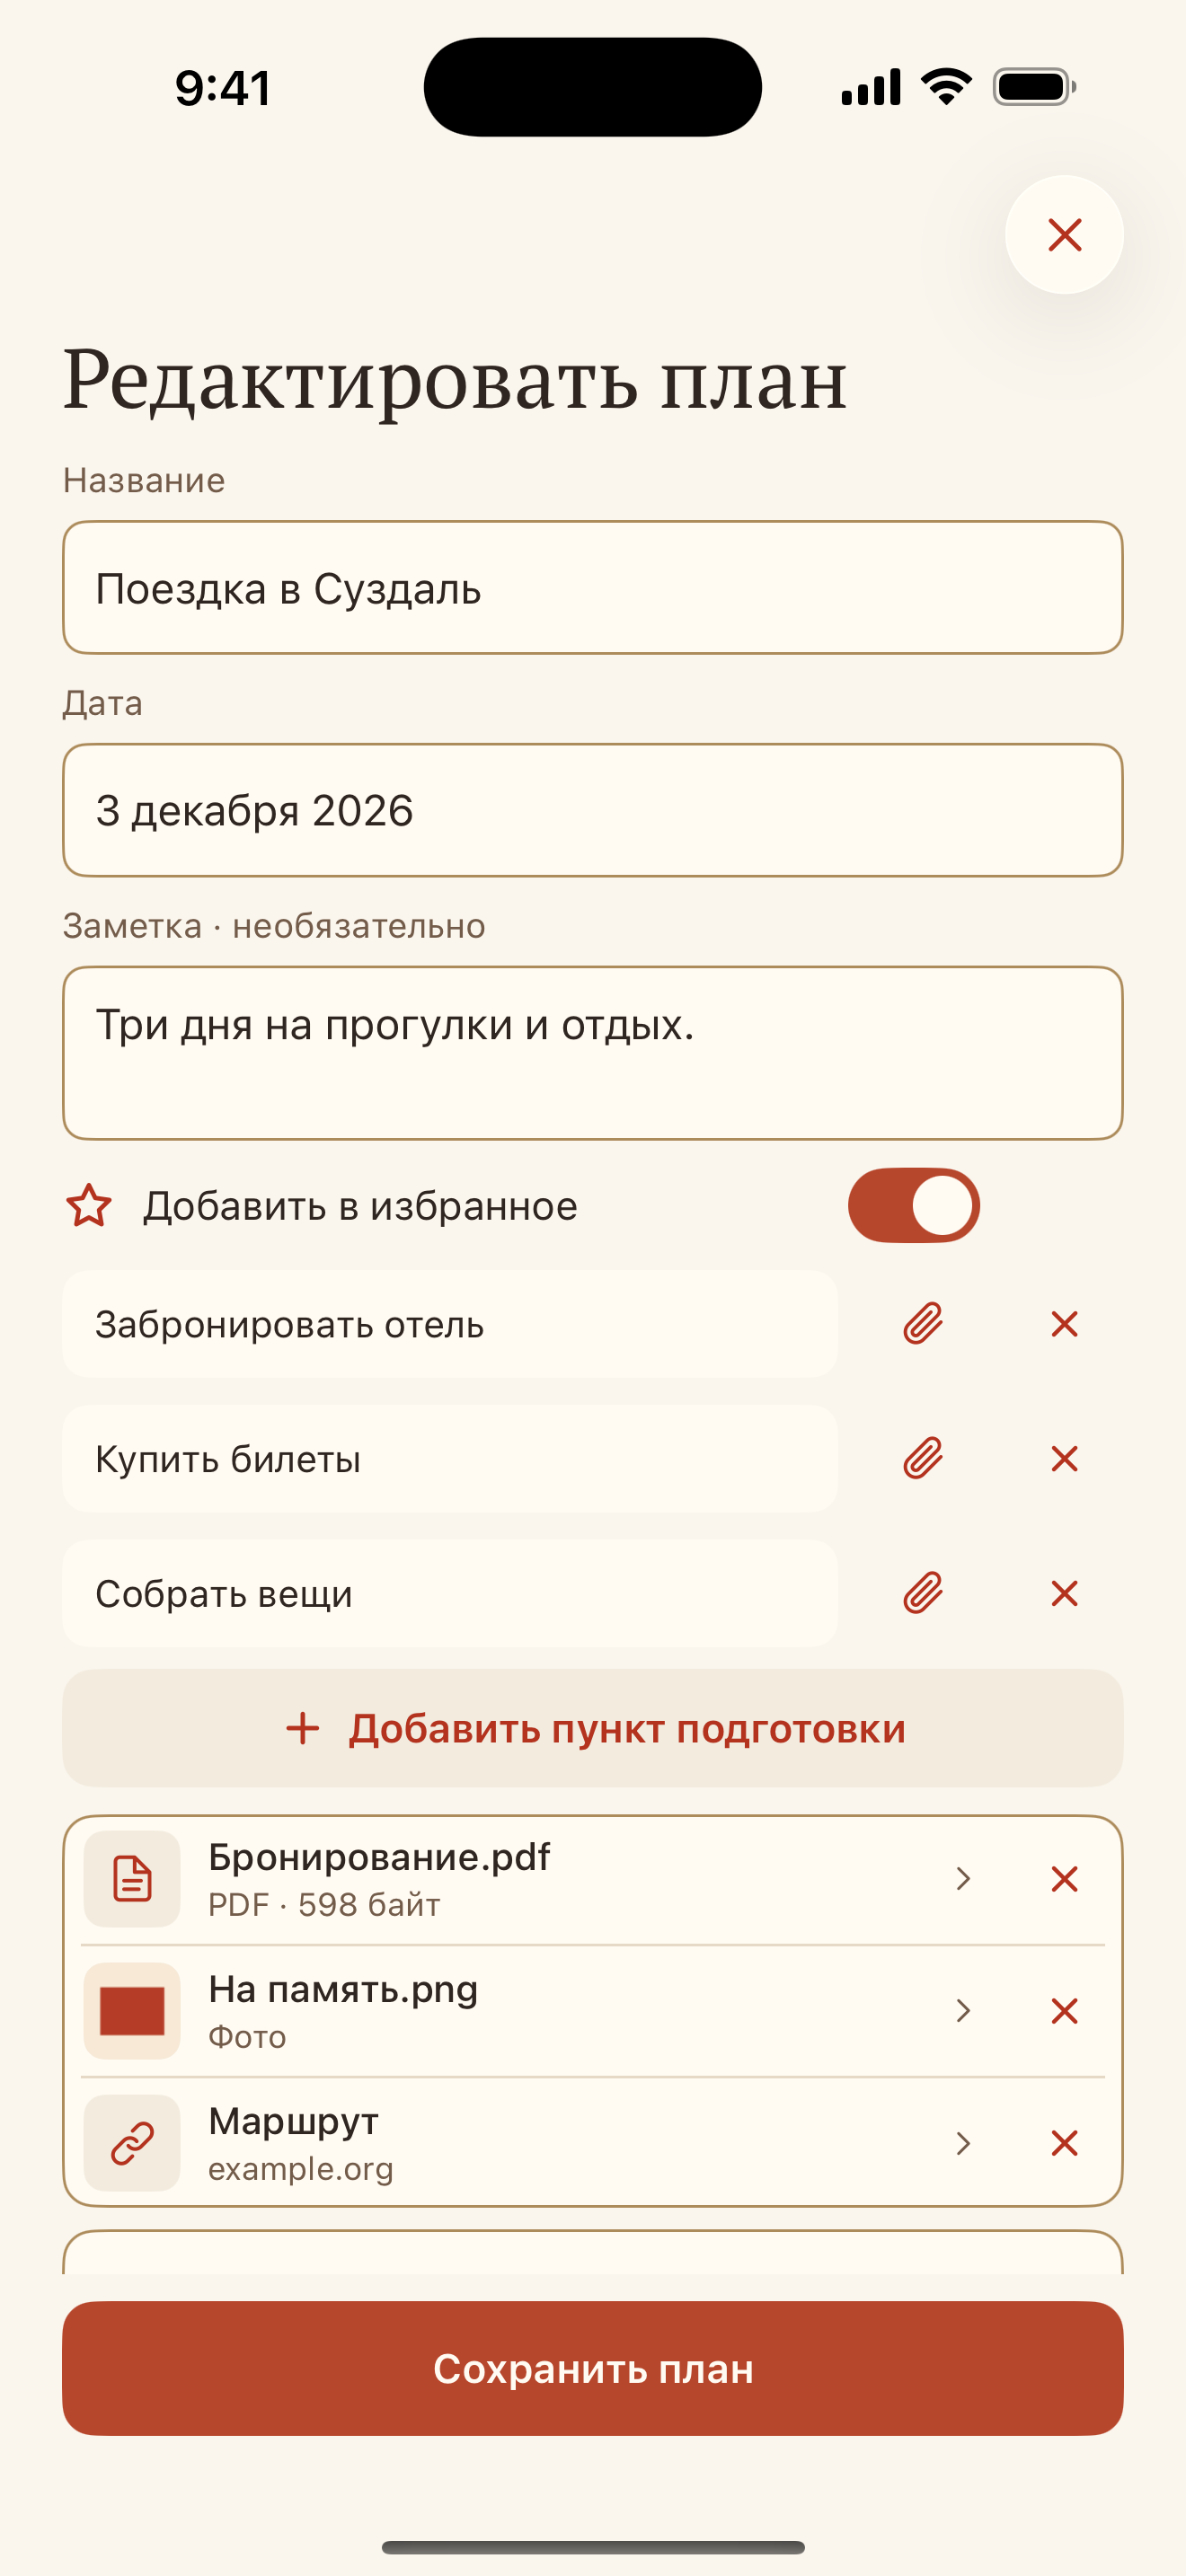 9:41
Редактировать план
Название
Поездка в Суздаль
Дата
3 декабря 2026
Заметка · необязательно
Три дня на прогулки и отдых.
Добавить в избранное
Забронировать отель
Купить билеты
Собрать вещи
Добавить пункт подготовки
Бронирование.pdf
PDF · 598 байт
На память.png
Фото
Маршрут
example.org
Сохранить план